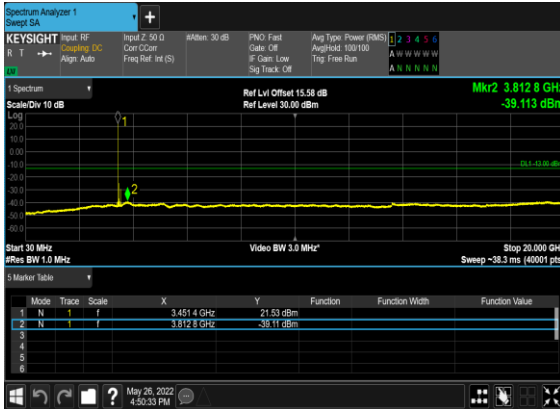 Spectrum Analyzer 1
Swept SA
+
KEYSIGHT Input: RF Input Z: 50 Ω #Atten: 30 dB PNO: Fast Avg Type: Power (RMS) 1 2 3 4 5 6
R T Coupling: DC Corr CCorr Gate: Off Avg|Hold: 100/100 A W W W W W
Align: Auto Freq Ref: Int (S) IF Gain: Low Trig: Free Run
Sig Track: Off A N N N N N
1 Spectrum Ref Lvl Offset 15.58 dB Mkr2 3.812 8 GHz
Scale/Div 10 dB Ref Level 30.00 dBm -39.113 dBm
Log
20.0
10.0
0.00
-10.0
-20.0
-30.0
-40.0
-50.0
-60.0
1
2
DL1 -13.00 dBm
Start 30 MHz Video BW 3.0 MHz* Stop 20.000 GHz
#Res BW 1.0 MHz Sweep ~38.3 ms (40001 pts)
5 Marker Table
Mode Trace Scale X Y Function Function Width Function Value
1 N 1 f 3.451 4 GHz 21.53 dBm
2 N 1 f 3.812 8 GHz -39.11 dBm
3
4
5
6
? May 26, 2022
4:50:33 PM